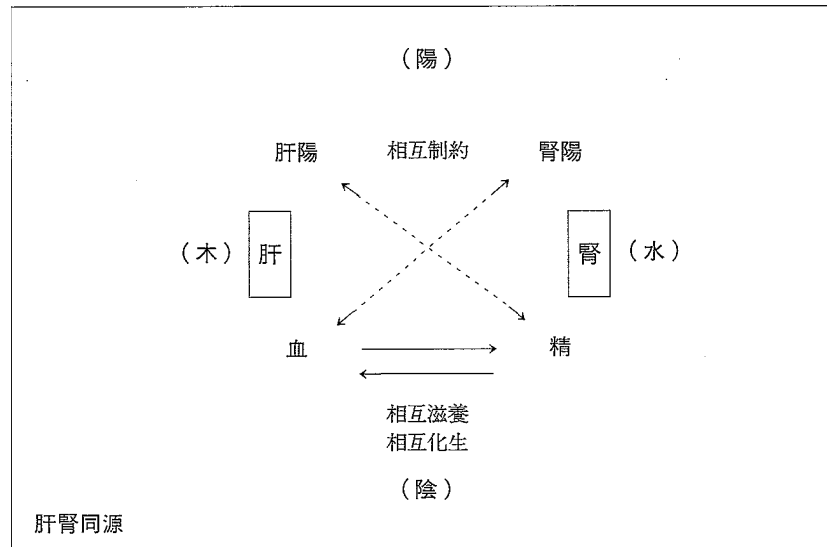 (陽)
肝陽 相互制約 腎陽
(木) 肝 腎 (水)
血 精
相互滋養
相互化生
(陰)
肝腎同源